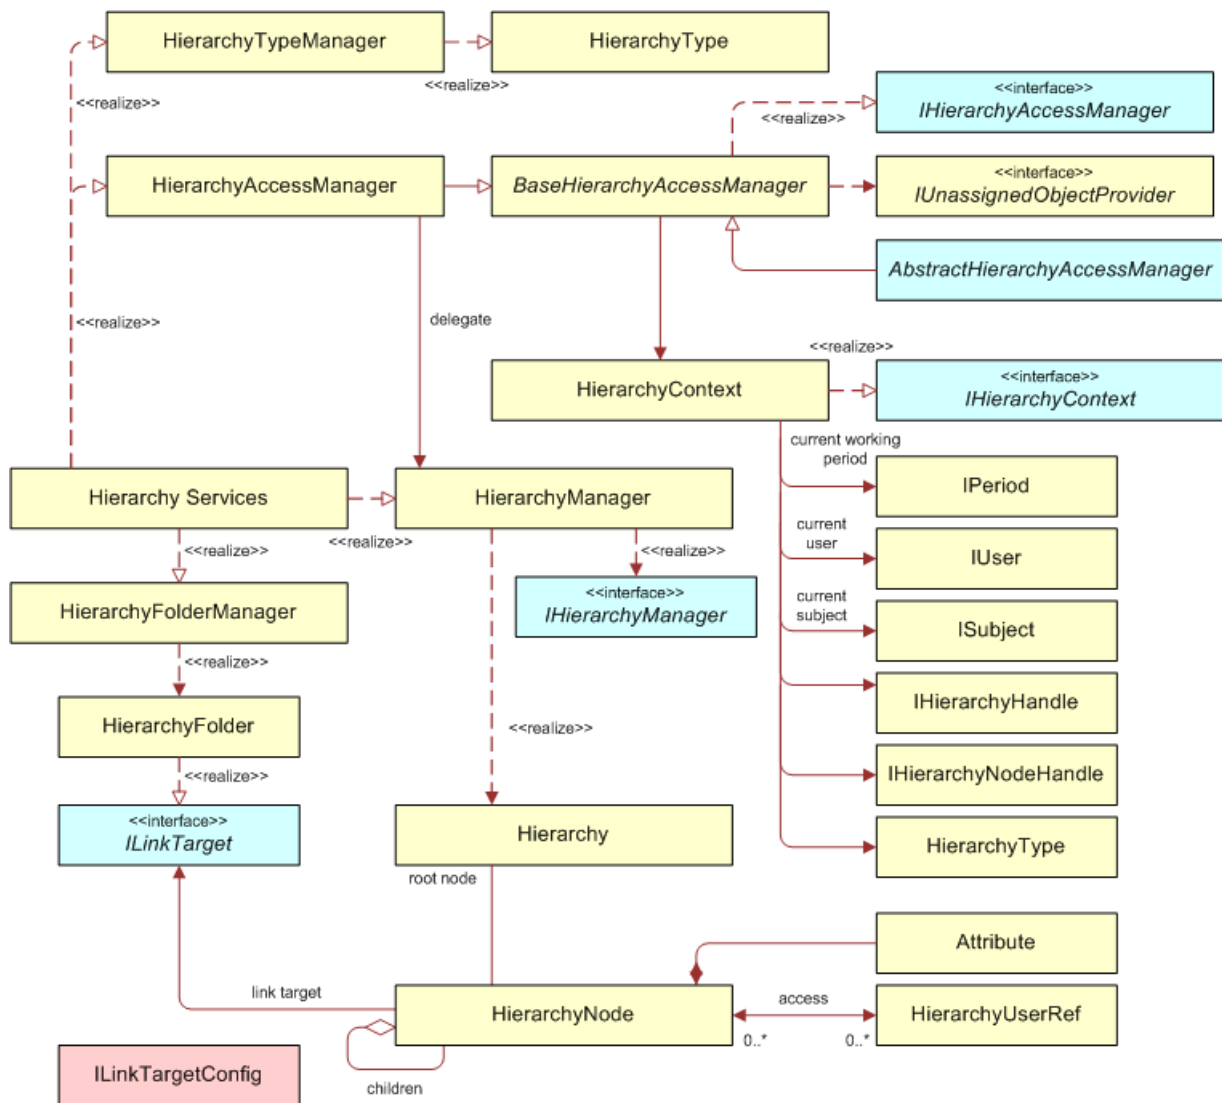 HierarchyTypeManager
HierarchyType
<<realize>>
<<realize>>
<<interface>>
IHierarchyAccessManager
<<realize>>
HierarchyAccessManager
BaseHierarchyAccessManager
<<interface>>
IUnassignedObjectProvider
AbstractHierarchyAccessManager
<<realize>>
delegate
<<realize>>
HierarchyContext
<<interface>>
IHierarchyContext
current working
period
Hierarchy Services
HierarchyManager
IPeriod
<<realize>>
<<realize>>
<<realize>>
current
user
IUser
HierarchyFolderManager
<<interface>>
IHierarchyManager
current
subject
ISubject
<<realize>>
HierarchyFolder
IHierarchyHandle
<<realize>>
<<realize>>
IHierarchyNodeHandle
<<interface>>
ILinkTarget
Hierarchy
HierarchyType
root node
Attribute
link target
HierarchyNode
access
HierarchyUserRef
0..*
0..*
ILinkTargetConfig
children